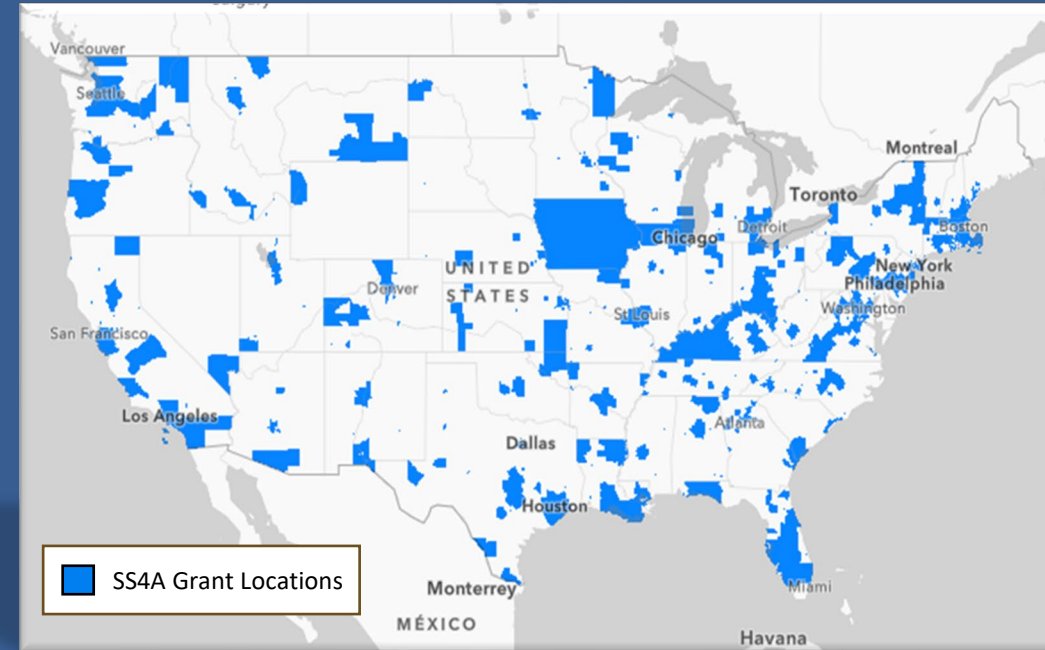 Vancouver
Seattle
Montreal
Toronto
Boston
Detroit
Chicago
New York
UNITED
STATES
Philadelphia
Denver
Washington
St Louis
San Francisco
Los Angeles
Atlanta
Dallas
Houston
SS4A Grant Locations
Miami
Monterrey
MÉXICO
Havana